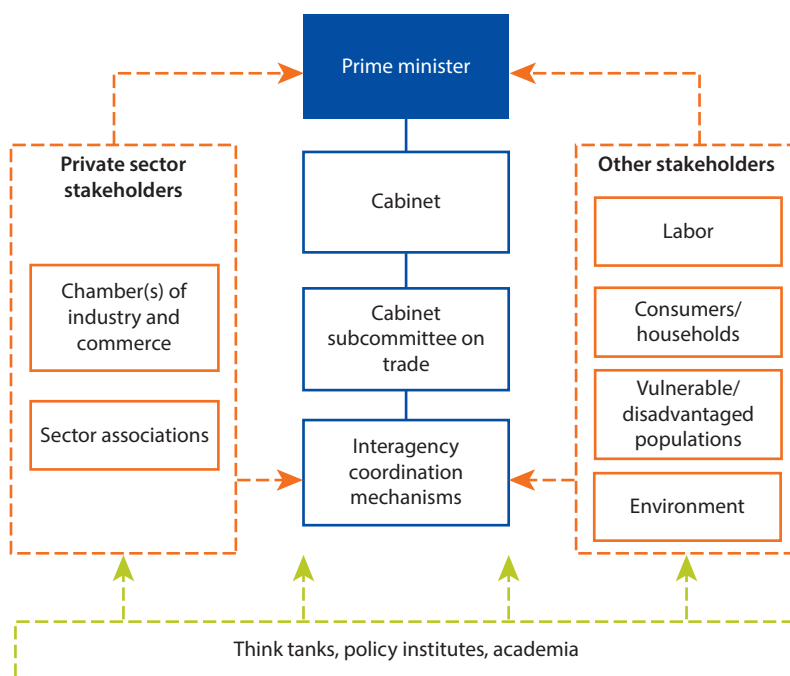 Prime minister
Private sector
stakeholders
Chamber(s) of
industry and
commerce
Sector associations
Cabinet
Cabinet
subcommittee on
trade
Interagency
coordination
mechanisms
Other stakeholders
Labor
Consumers/
households
Vulnerable/
disadvantaged
populations
Environment
Think tanks, policy institutes, academia